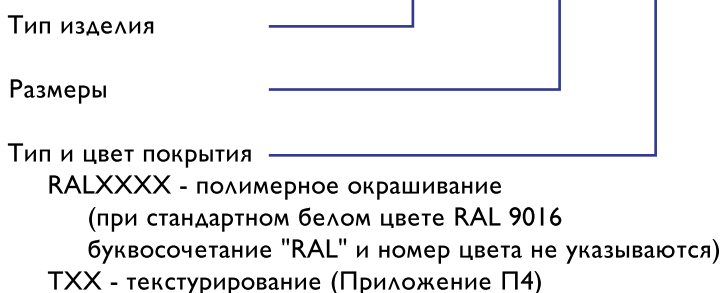 Тип изделия
Размеры
Тип и цвет покрытия
RALXXXX - полимерное окрашивание
(при стандартном белом цвете RAL 9016
буквосочетание "RAL" и номер цвета не указываются)
TXX - текстурирование (Приложение П4)